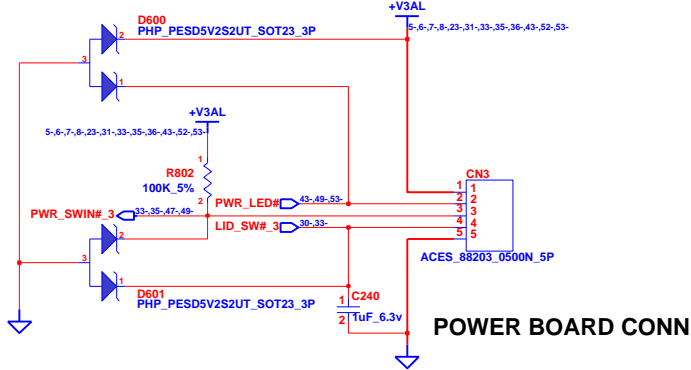 D600
PHP_PESD5V2S2UT_SOT23_3P
+V3AL
5-,6-,7-,8-,23-,31-,33-,35-,36-,43-,52-,53-
2
3
1
+V3AL
5-,6-,7-,8-,23-,31-,33-,35-,36-,43-,52-,53-
1
R802
100K_5%
2
CN3
1 1
2 2
3 3
4 4
5 5
PWR_LED# 43-,49-,53-
PWR_SWIN#_3 33-,35-,47-,49-
LID_SW#_3 30-,33-
ACES_88203_0500N_5P
2
3
1
D601
PHP_PESD5V2S2UT_SOT23_3P
1 C240
2 1uF_6.3v
POWER BOARD CONN